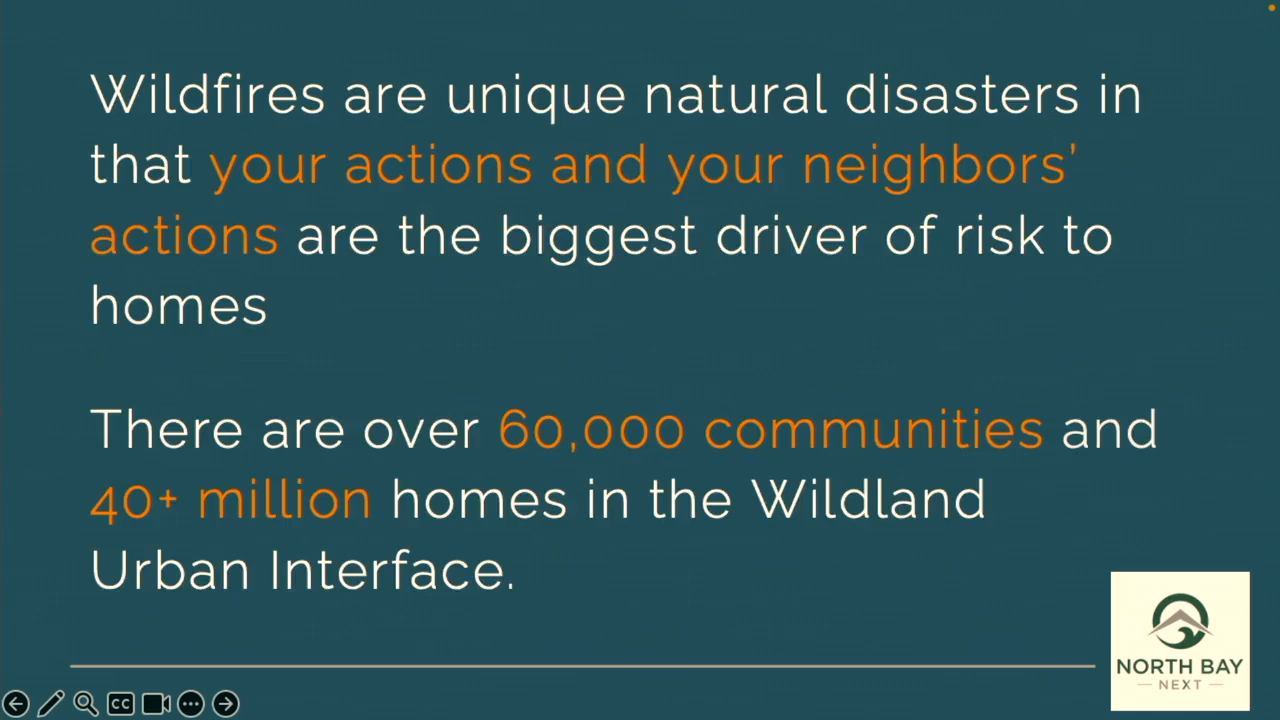 Wildfires are unique natural disasters in
that your actions and your neighbors’
actions are the biggest driver of risk to
homes
There are over 60,000 communities and
40+ million homes in the Wildland
Urban Interface.
NORTH BAY
NEXT
CC